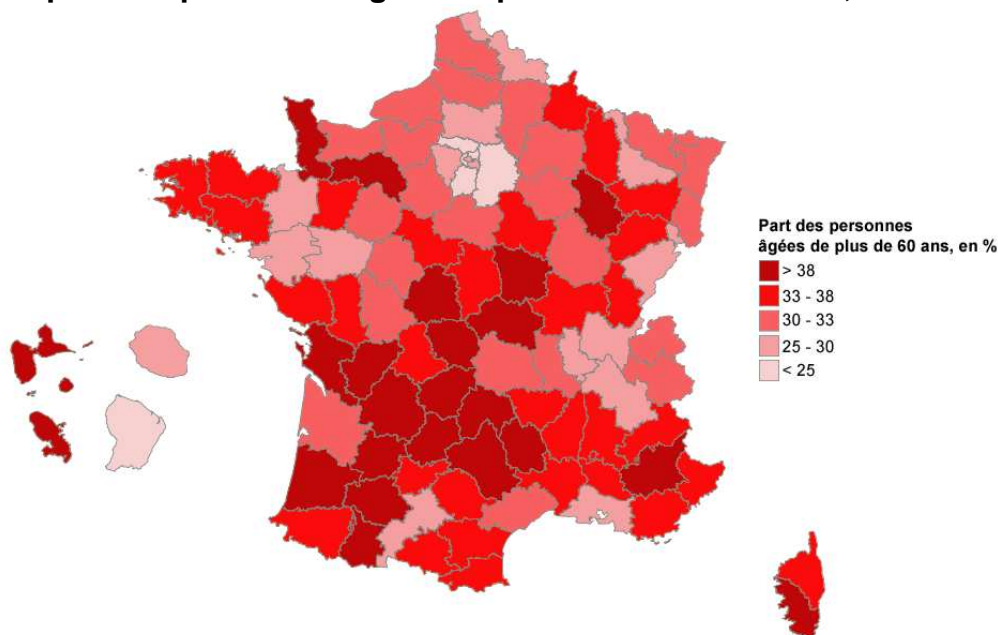 Part des personnes
âgées de plus de 60 ans, en %
> 38
33 - 38
30 - 33
25 - 30
< 25